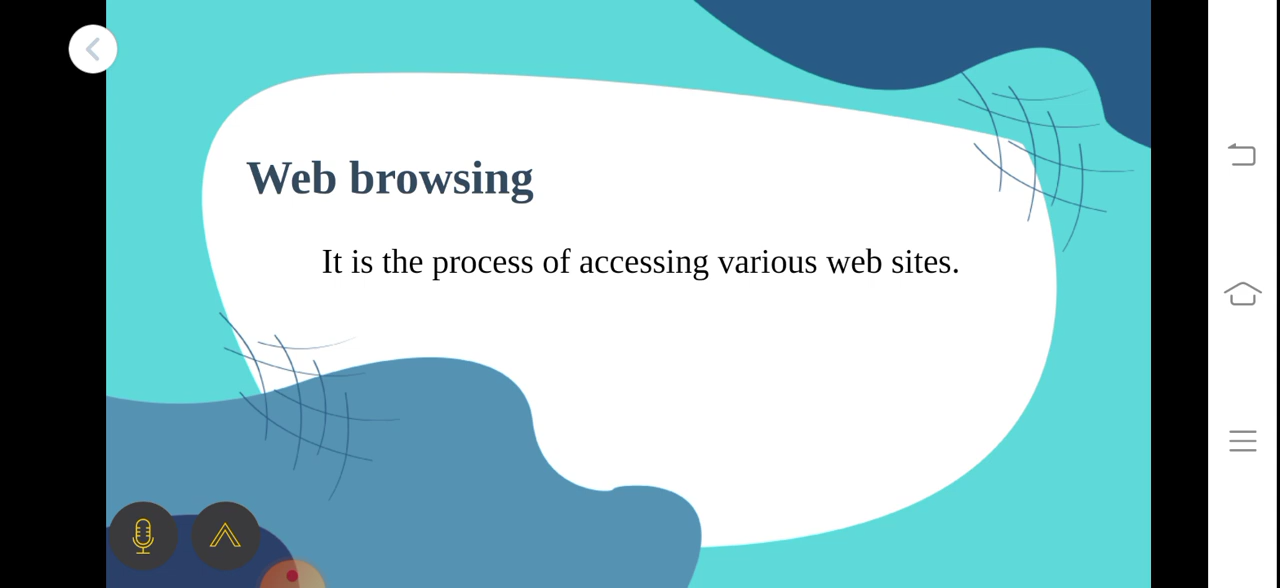 Web browsing
It is the process of accessing various web sites.